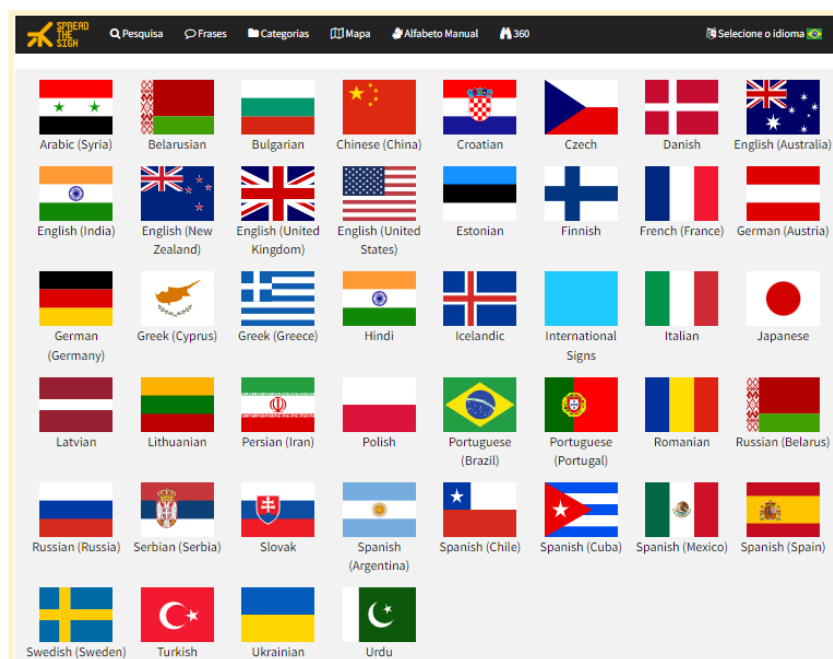 SPREAD
THE
SIGN
Pesquisa Frases Categorias Mapa Alfabeto Manual 360 Selecione o idioma
Arabic (Syria) Belarusian Bulgarian Chinese (China) Croatian Czech Danish English (Australia)
English (India) English (New Zealand) English (United Kingdom) English (United States) Estonian Finnish French (France) German (Austria)
German (Germany) Greek (Cyprus) Greek (Greece) Hindi Icelandic International Signs Italian Japanese
Latvian Lithuanian Persian (Iran) Polish Portuguese (Brazil) Portuguese (Portugal) Romanian Russian (Belarus)
Russian (Russia) Serbian (Serbia) Slovak Spanish (Argentina) Spanish (Chile) Spanish (Cuba) Spanish (Mexico) Spanish (Spain)
Swedish (Sweden) Turkish Ukrainian Urdu